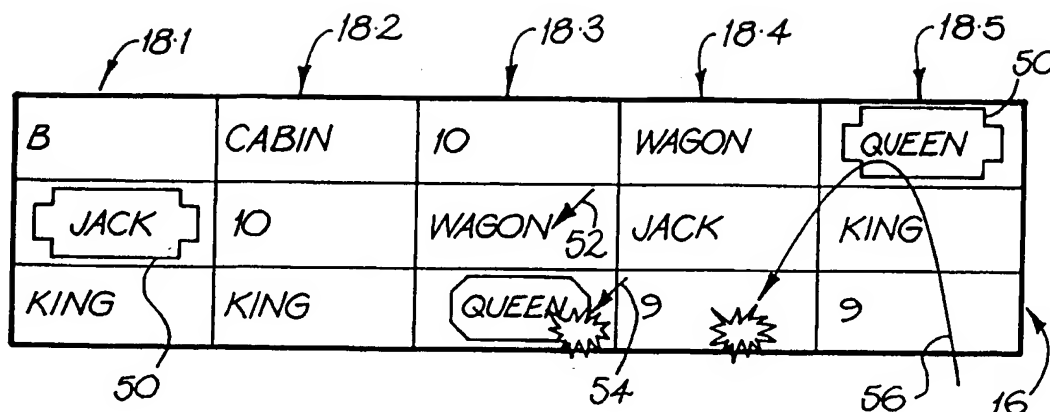 18·1 18·2 18·3 18·4 18·5 50
B CABIN 10 WAGON QUEEN
JACK 10 WAGON 52 JACK KING
KING KING QUEEN 9 9
50 54 56 16